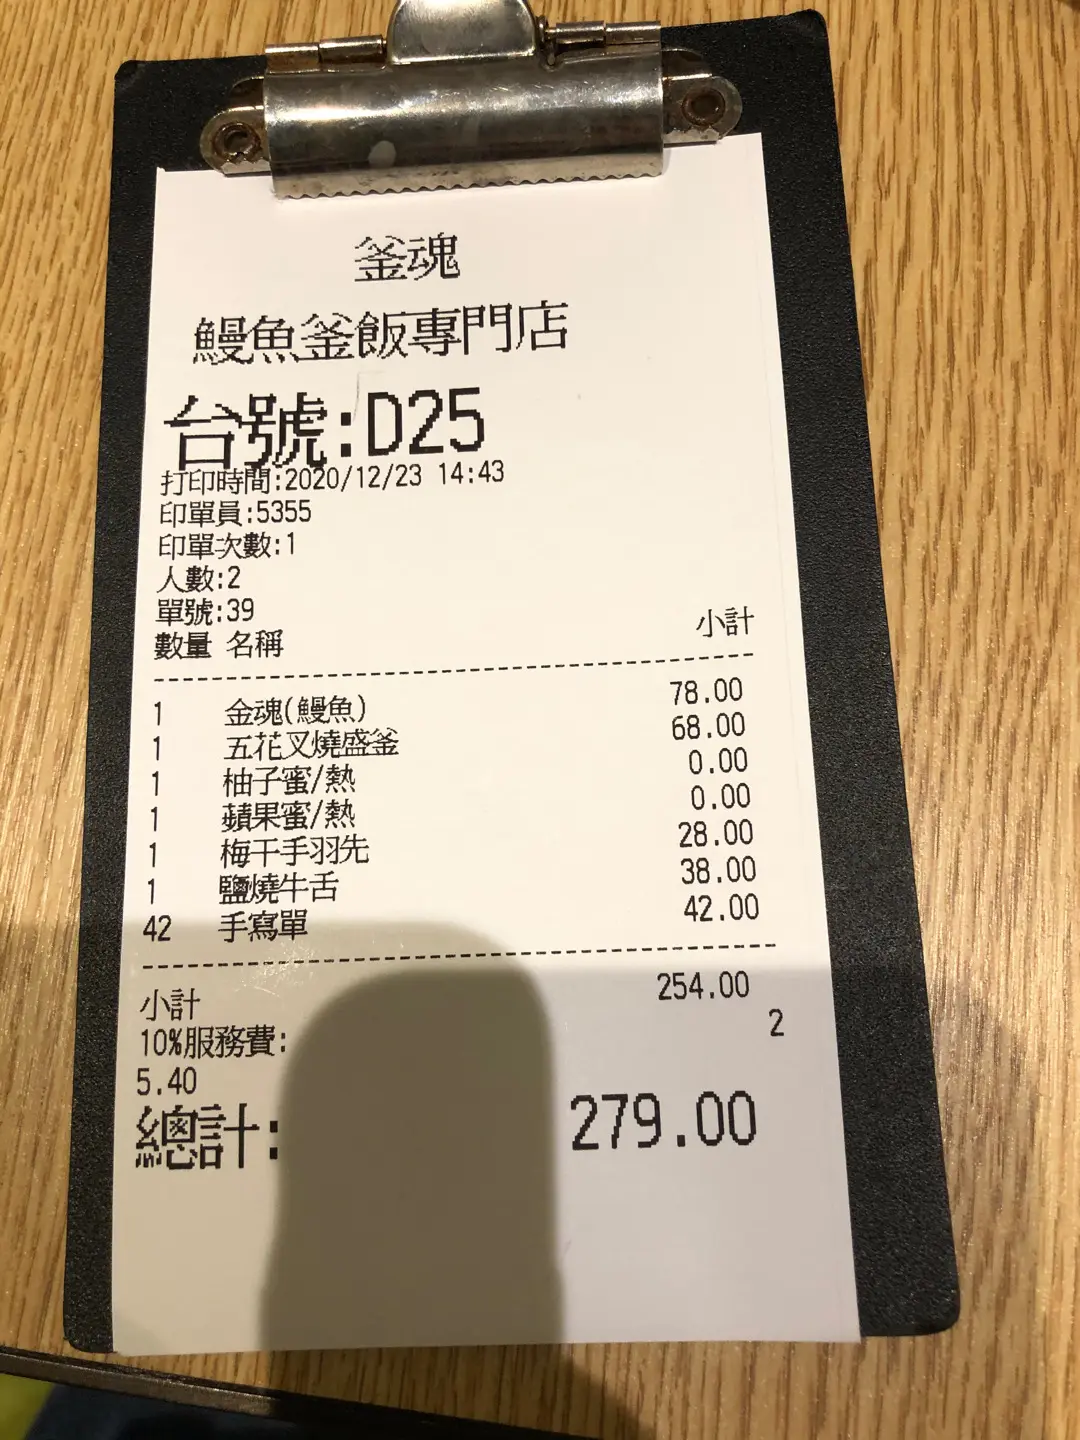 釜魂
鰻魚釜飯專門店
台號:D25
打印時間:2020/12/23 14:43
印單員:5355
印單次數:1
人數:2
單號:39
數量 名稱 小計
1 金魂(鰻魚) 78.00
1 五花叉燒盛釜 68.00
1 柚子蜜/熱 0.00
1 蘋果蜜/熱 0.00
1 梅干手羽先 28.00
1 鹽燒牛舌 38.00
42 手寫單 42.00
小計 254.00
10%服務費: 2
5.40
總計: 279.00